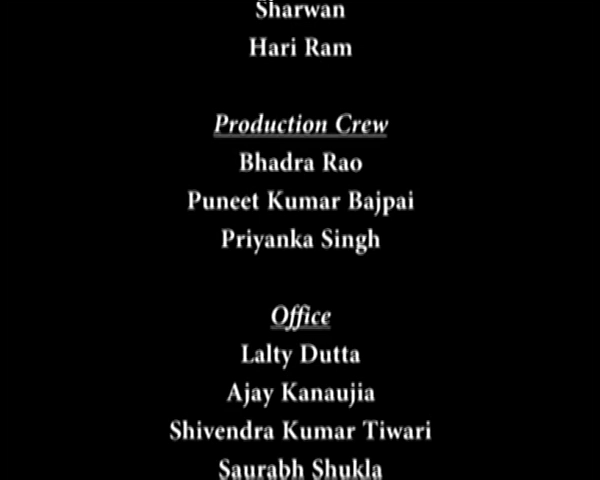 Sharwan
Hari Ram
Production Crew
Bhadra Rao
Puneet Kumar Bajpai
Priyanka Singh
Office
Lalty Dutta
Ajay Kanaujia
Shivendra Kumar Tiwari
Saurabh Shukla